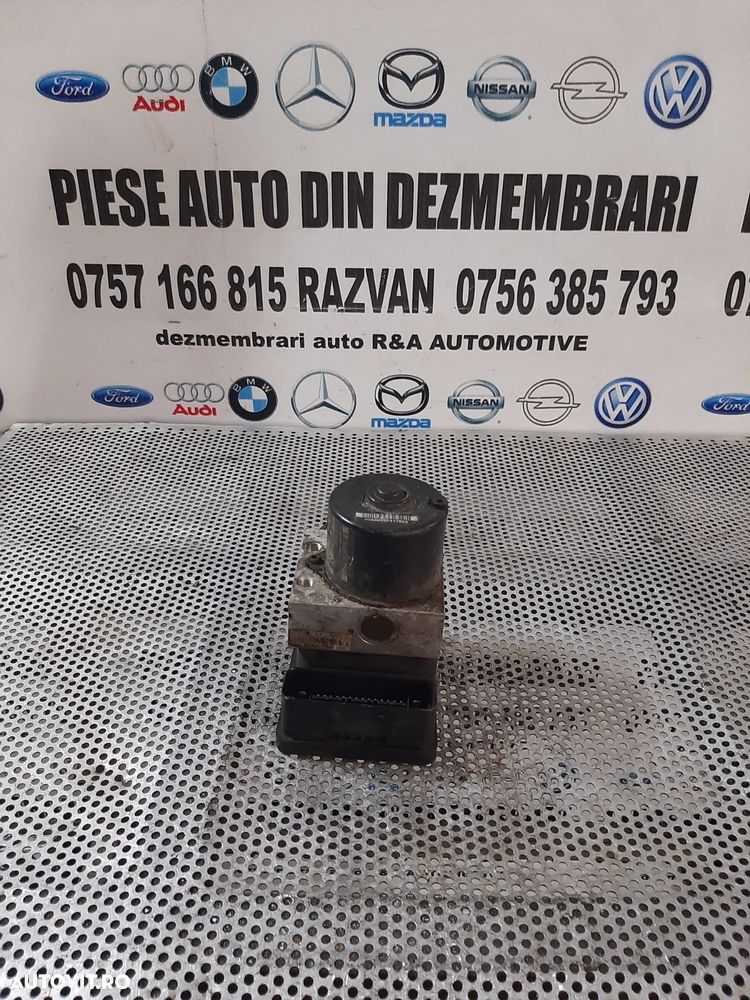 Ford Audi BMW mazda NISSAN
PIESE AUTO DIN DEZMEMBRARI
0757 166 815 RAZVAN 0756 385 793 07
dezmembrari auto R&A AUTOMOTIVE
Ford Audi BMW mazda NISSAN Ford
AUTOVIT.RO